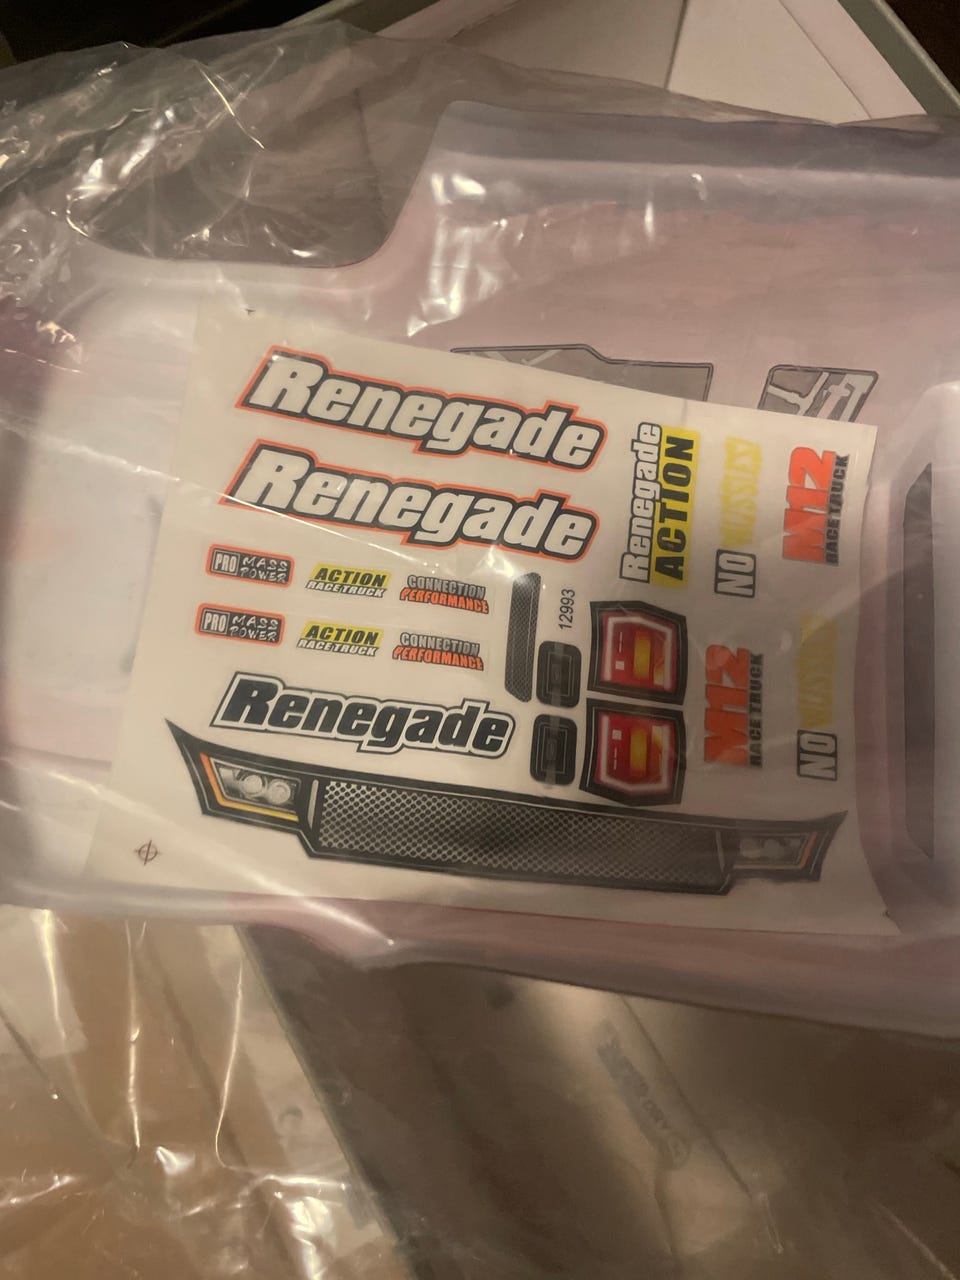 Renegade
Renegade
Renegade
ACTION
NO
M12
RACE TRUCK
PRO MASS
POWER
ACTION
RACE TRUCK
CONNECTION
PERFORMANCE
12993
PRO MASS
POWER
ACTION
RACE TRUCK
CONNECTION
PERFORMANCE
M12
RACE TRUCK
NO
Renegade